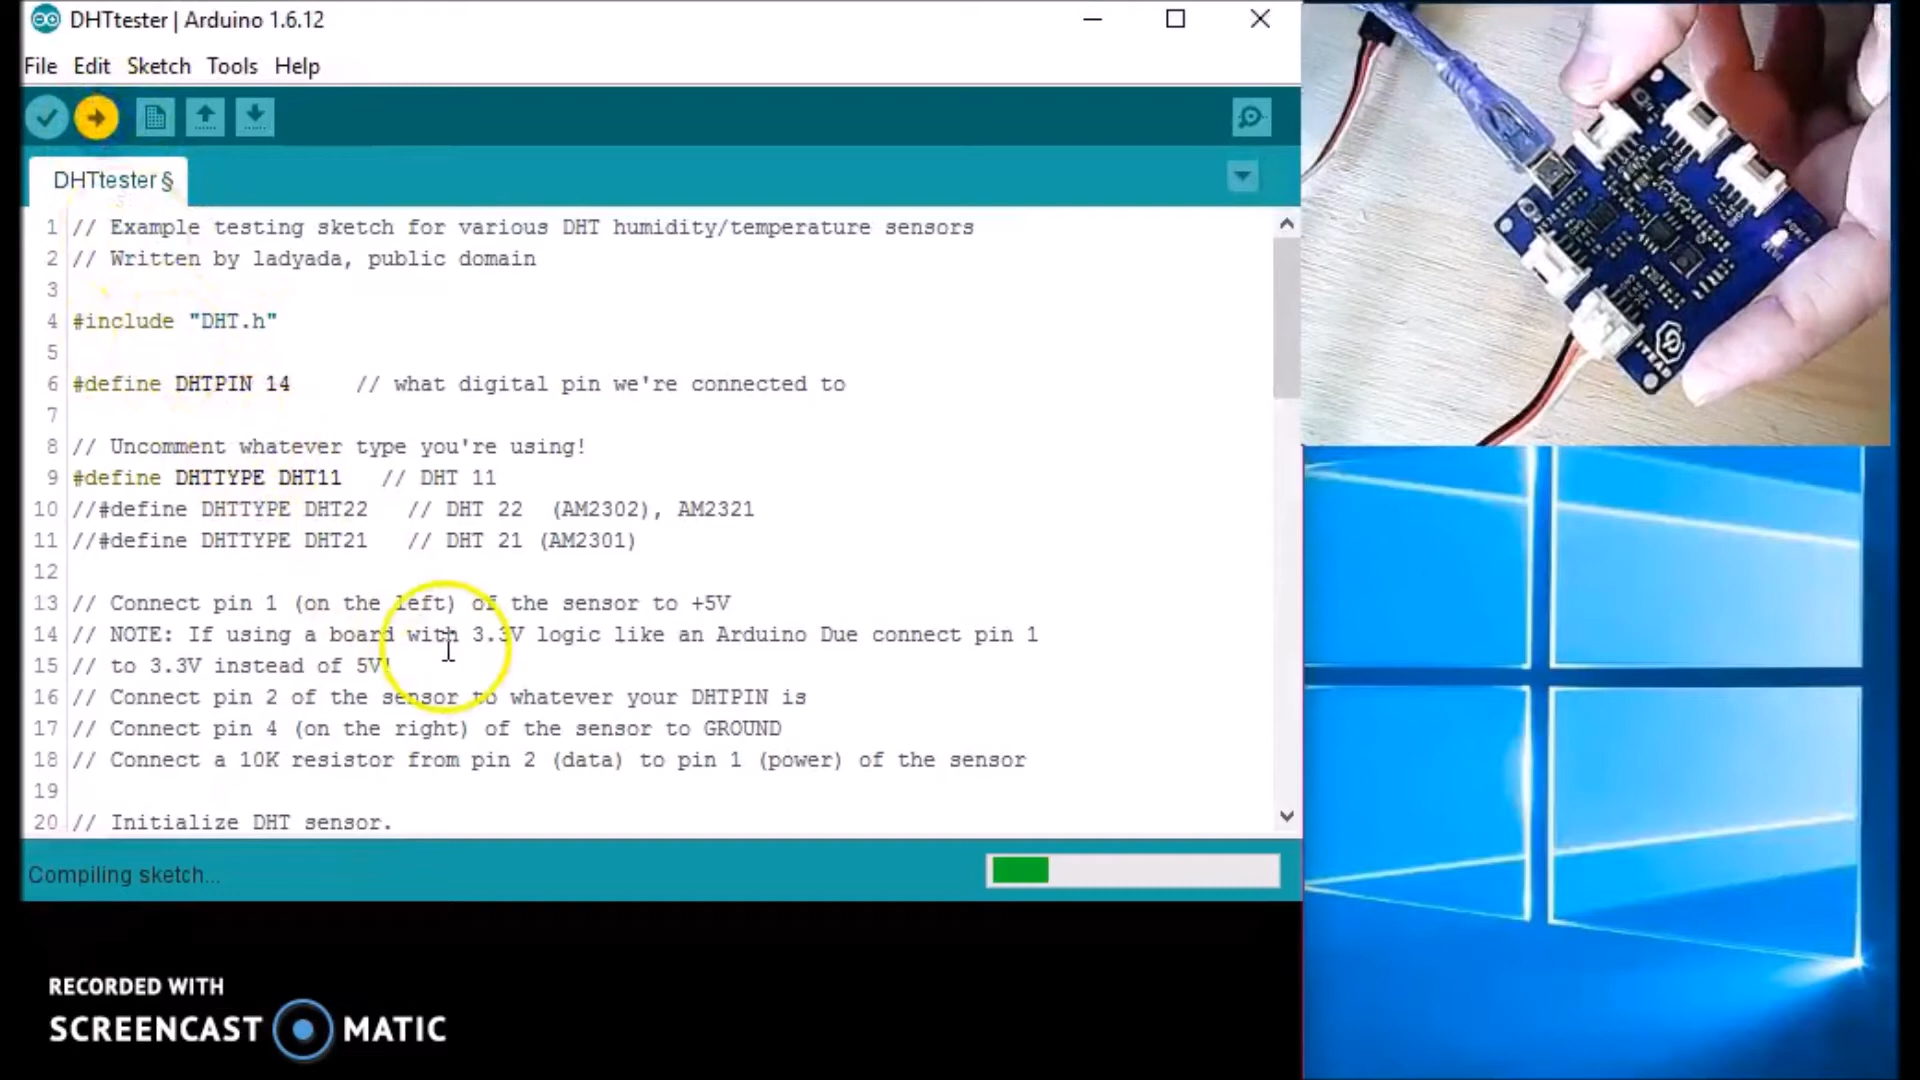 DHTtester | Arduino 1.6.12
File Edit Sketch Tools Help
DHTtester §
1 // Example testing sketch for various DHT humidity/temperature sensors
2 // Written by ladyada, public domain
3
4 #include "DHT.h"
5
6 #define DHTPIN 14 // what digital pin we're connected to
7
8 // Uncomment whatever type you're using!
9 #define DHTTYPE DHT11 // DHT 11
10 //#define DHTTYPE DHT22 // DHT 22 (AM2302), AM2321
11 //#define DHTTYPE DHT21 // DHT 21 (AM2301)
12
13 // Connect pin 1 (on the left) of the sensor to +5V
14 // NOTE: If using a board with 3.3V logic like an Arduino Due connect pin 1
15 // to 3.3V instead of 5V!
16 // Connect pin 2 of the sensor to whatever your DHTPIN is
17 // Connect pin 4 (on the right) of the sensor to GROUND
18 // Connect a 10K resistor from pin 2 (data) to pin 1 (power) of the sensor
19
20 // Initialize DHT sensor.
Compiling sketch...
RECORDED WITH
SCREENCAST MATIC
ITEAD